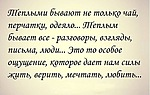 Теплыми бывают не только чай,
перчатки, одеяло... Теплым
бывает все - разговоры, взгляды,
письма, люди... Это то особое
ощущение, которое дает нам силы
жить, верить, мечтать, любить...